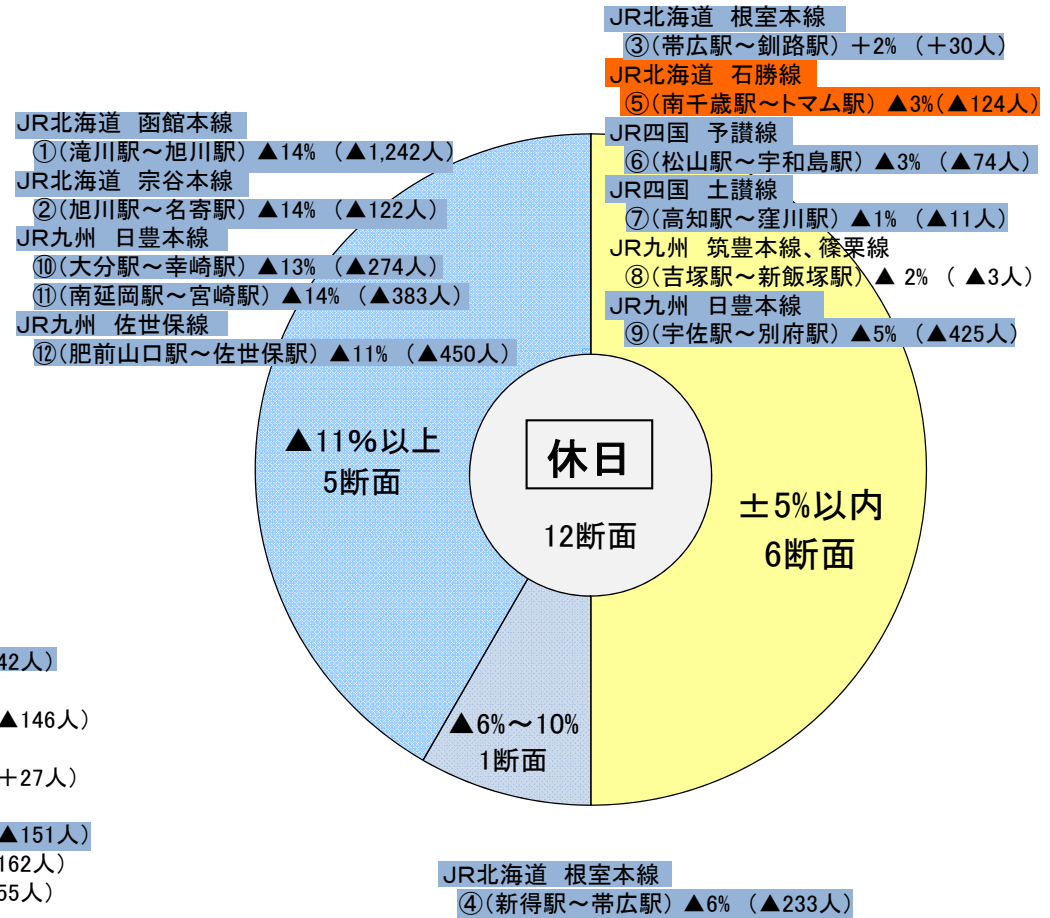 JR北海道 根室本線
③(帯広駅～釧路駅) ＋2% (＋30人)
JR北海道 石勝線
⑤(南千歳駅～トマム駅) ▲3%(▲124人)
JR四国 予讃線
⑥(松山駅～宇和島駅) ▲3% (▲74人)
JR四国 土讃線
⑦(高知駅～窪川駅) ▲1% (▲11人)
JR九州 筑豊本線、篠栗線
⑧(吉塚駅～新飯塚駅) ▲ 2% ( ▲3人)
JR九州 日豊本線
⑨(宇佐駅～別府駅) ▲5% (▲425人)
JR北海道 函館本線
①(滝川駅～旭川駅) ▲14% (▲1,242人)
JR北海道 宗谷本線
②(旭川駅～名寄駅) ▲14% (▲122人)
JR九州 日豊本線
⑩(大分駅～幸崎駅) ▲13% (▲274人)
⑪(南延岡駅～宮崎駅) ▲14% (▲383人)
JR九州 佐世保線
⑫(肥前山口駅～佐世保駅) ▲11% (▲450人)
▲11%以上
5断面
休日
12断面
±5%以内
6断面
▲6%～10%
1断面
42人)
▲146人)
＋27人)
▲151人)
162人)
55人)
JR北海道 根室本線
④(新得駅～帯広駅) ▲6% (▲233人)